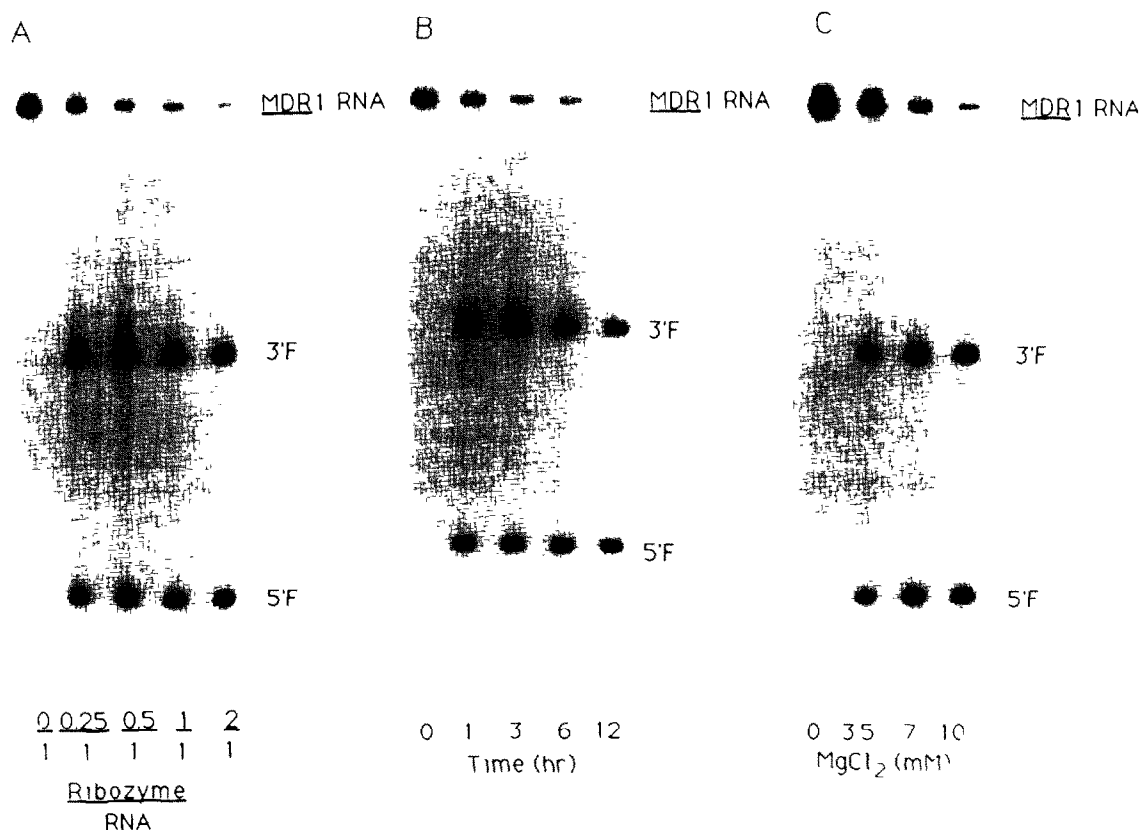 A
B
C
MDR1 RNA
MDR1 RNA
MDR1 RNA
3'F
3'F
3'F
5'F
5'F
5'F
0 0.25 0.5 1 2
1 1 1 1 1
Ribozyme
RNA
0 1 3 6 12
Time (hr)
0 3 5 7 10
MgCl2 (mM)